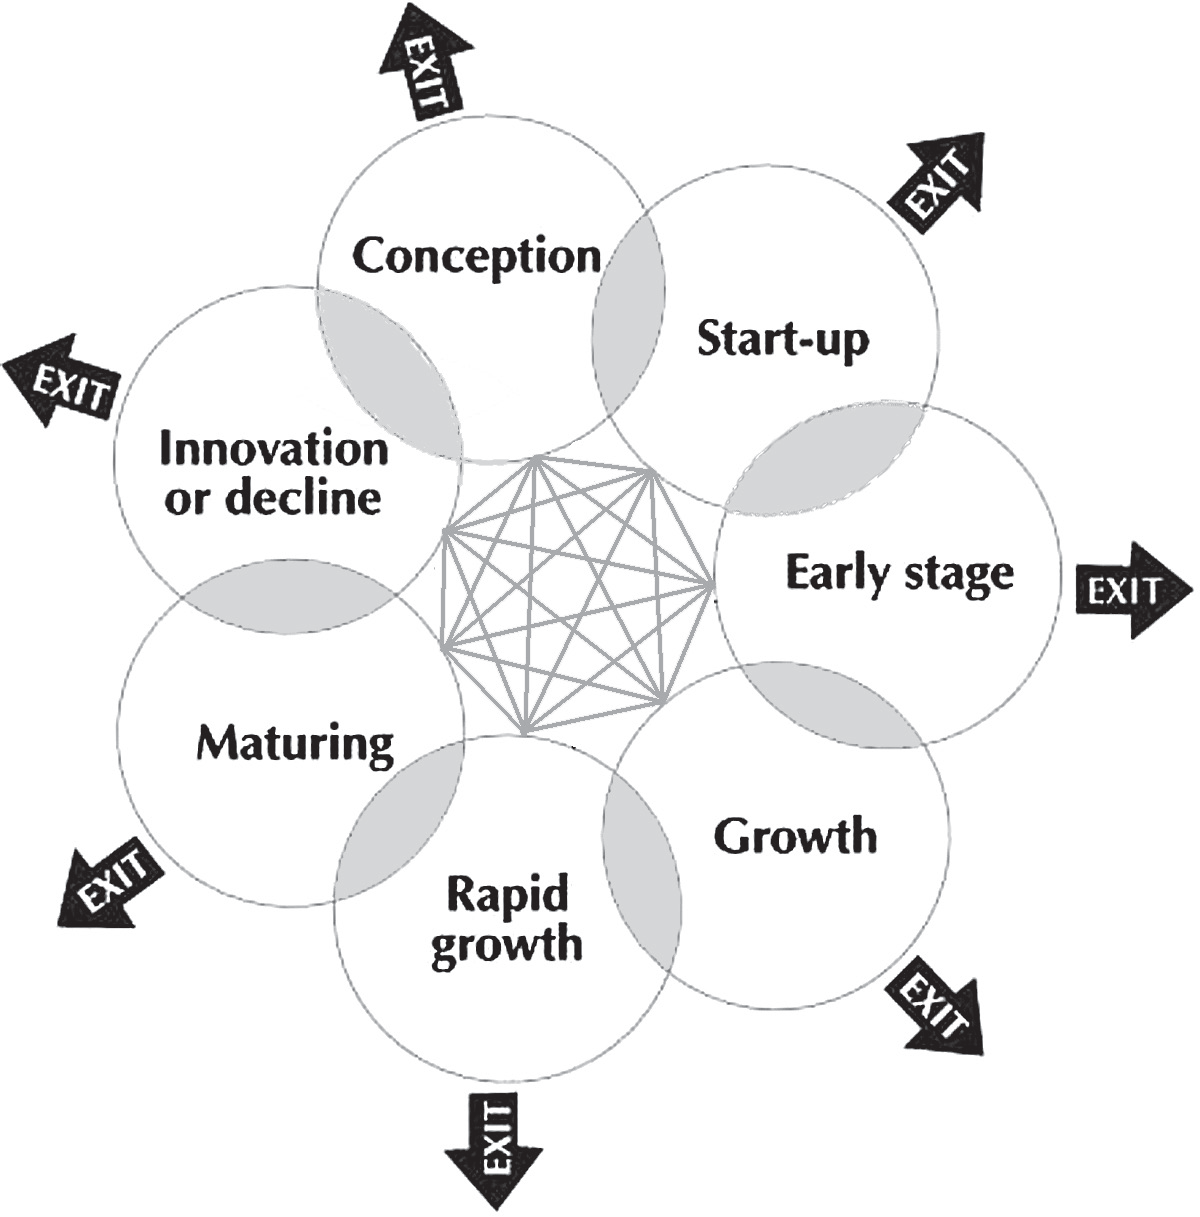 EXIT
EXIT
Conception
Start-up
EXIT
Innovation
or decline
Early stage
EXIT
Maturing
Growth
EXIT
Rapid
growth
EXIT
EXIT